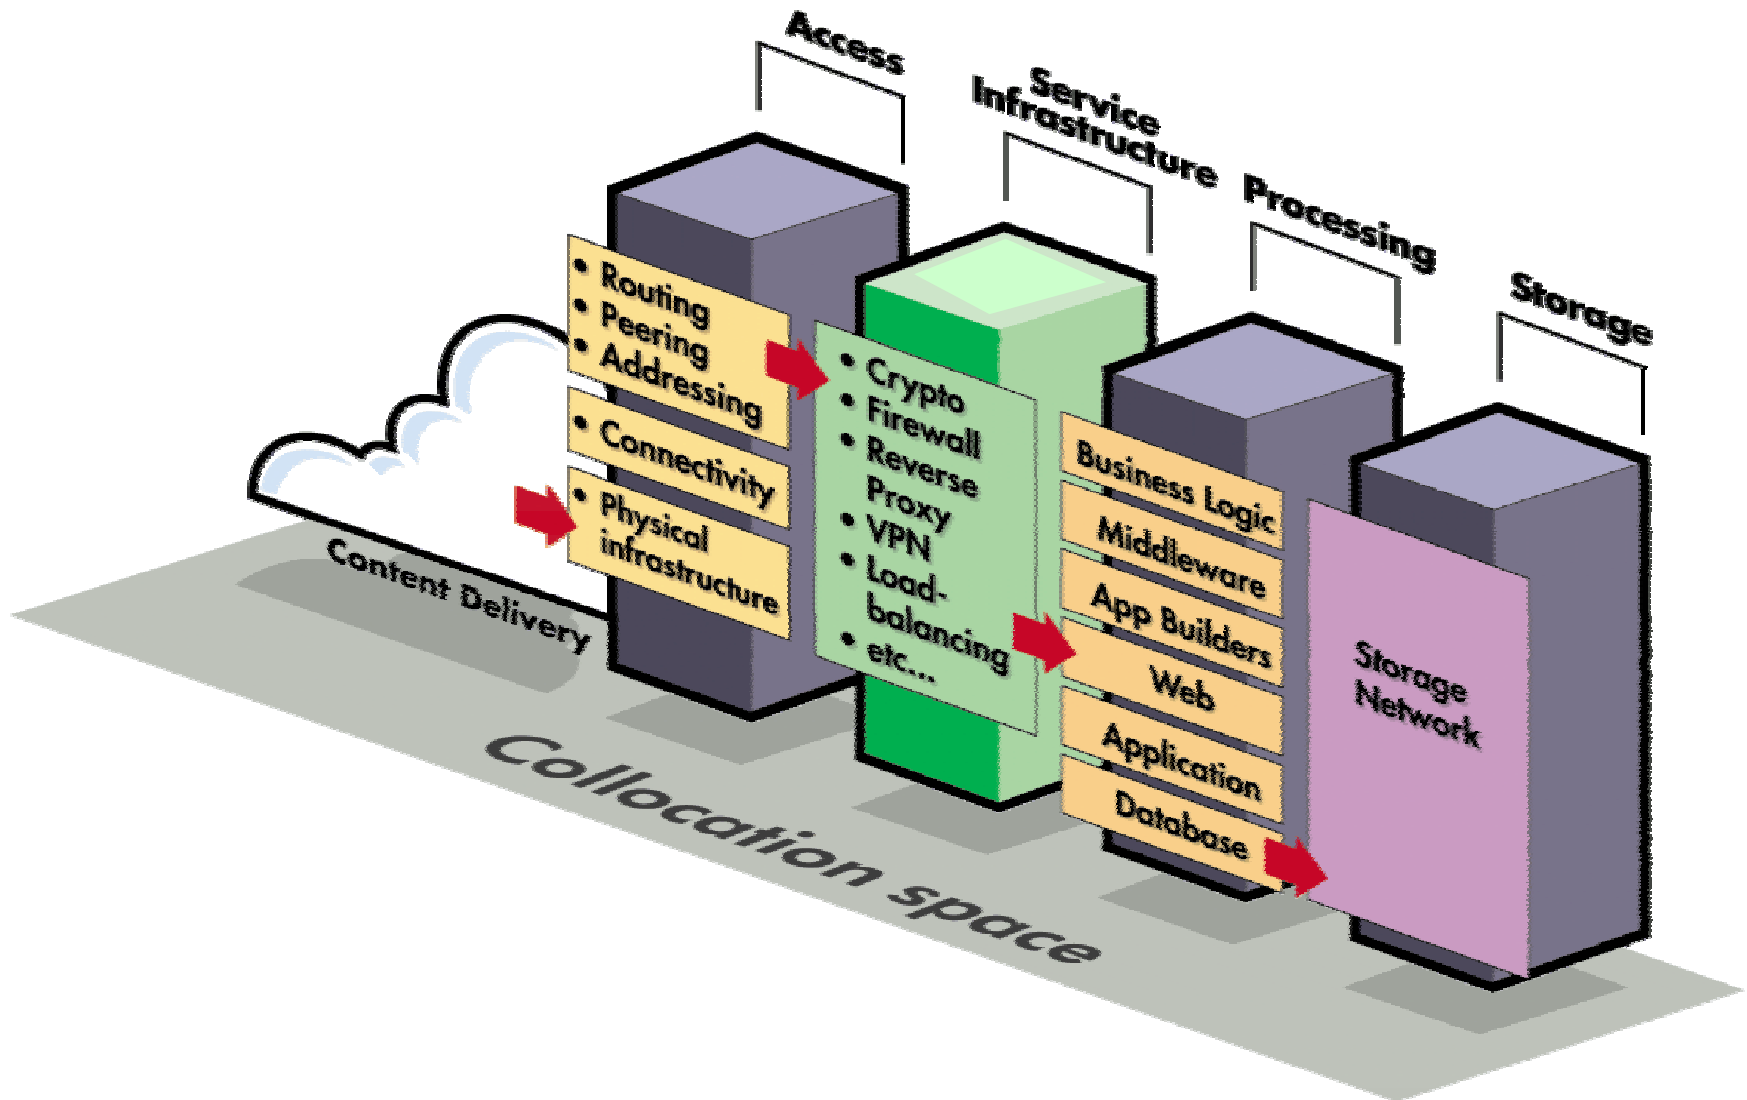 Access
Service
Infrastructure
Processing
Storage
• Routing
• Peering
• Addressing
• Connectivity
• Physical
infrastructure
• Crypto
• Firewall
• Reverse
Proxy
• VPN
• Load-
balancing
• etc...
Business Logic
Middleware
App Builders
Web
Application
Database
Storage
Network
Content Delivery
Collocation space